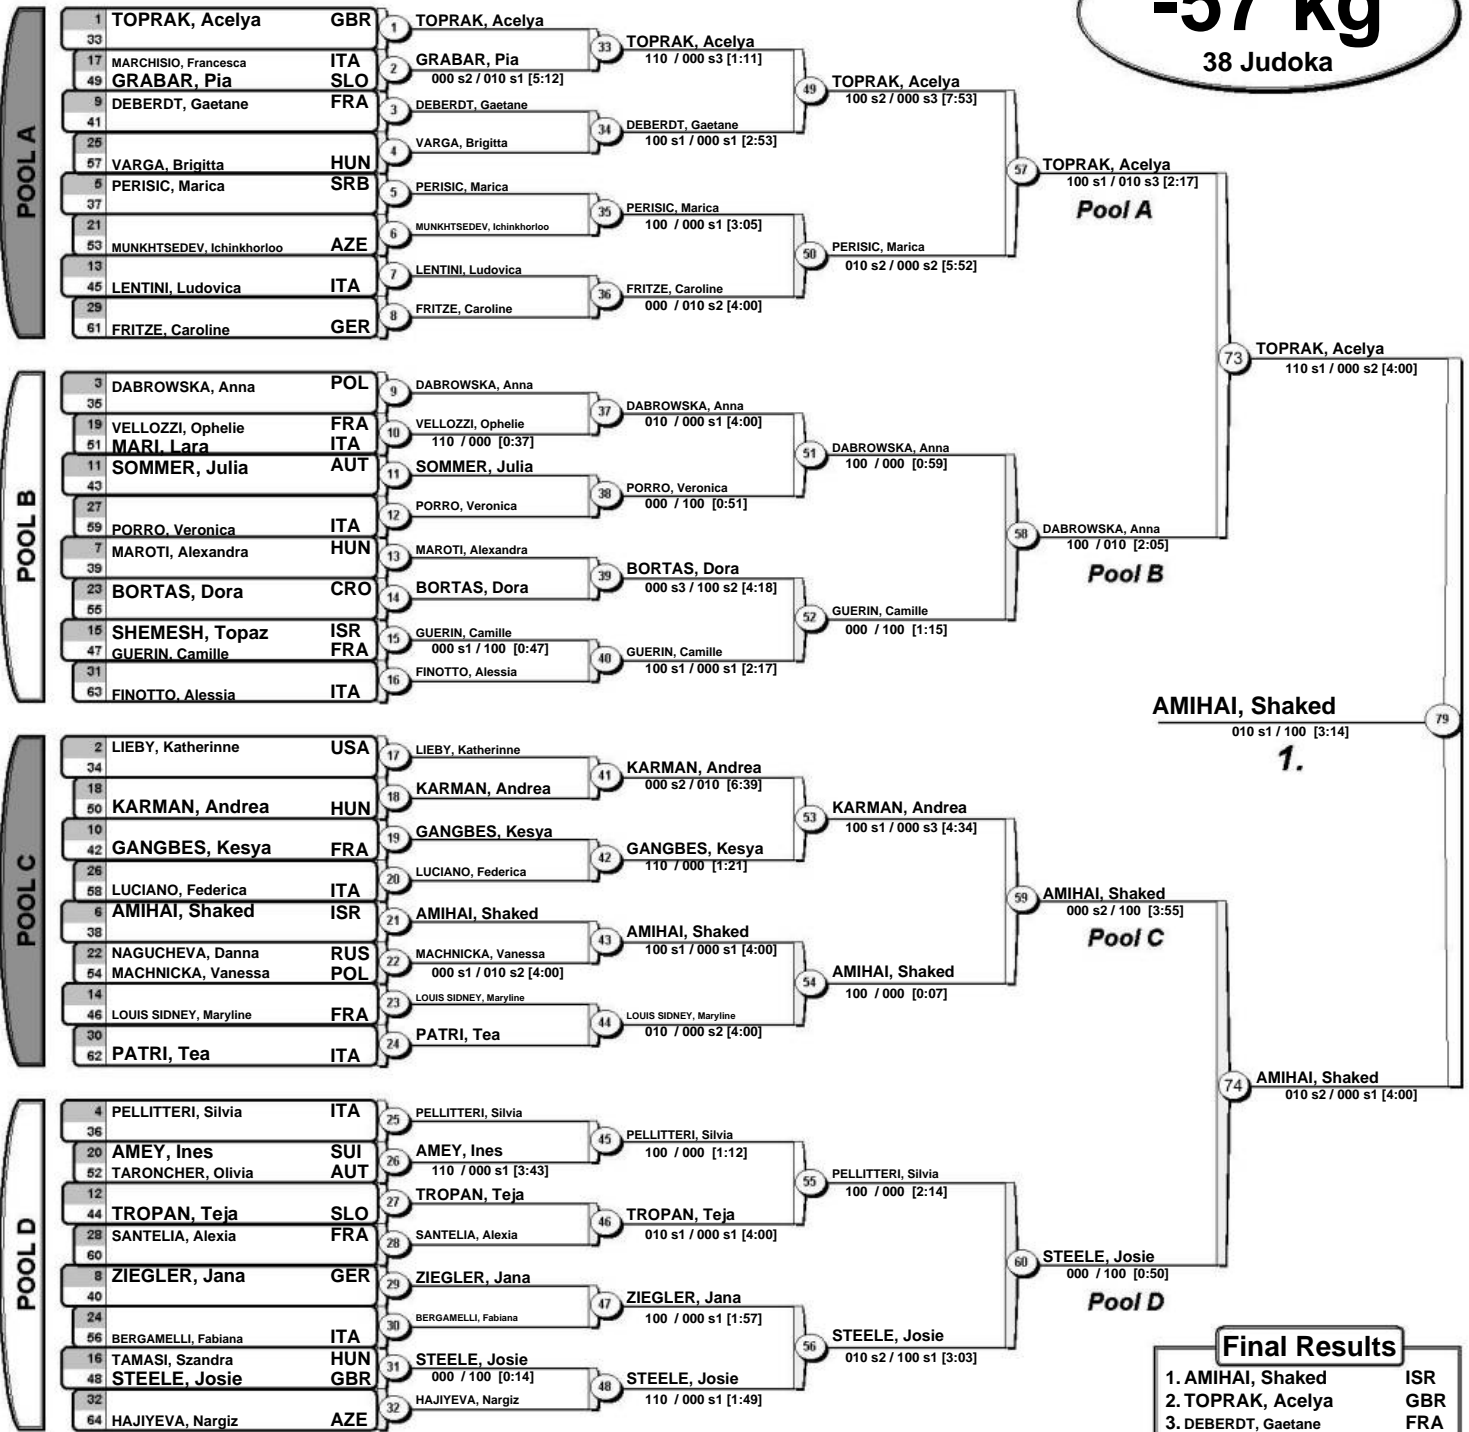 -57 kg
38 Judoka
POOL A
1 TOPRAK, Acelya GBR
33
17 MARCHISIO, Francesca ITA
49 GRABAR, Pia SLO
9 DEBERDT, Gaetane FRA
41
25
57 VARGA, Brigitta HUN
5 PERISIC, Marica SRB
37
21
53 MUNKHTSEDEV, Ichinkhorloo AZE
13
45 LENTINI, Ludovica ITA
29
61 FRITZE, Caroline GER
1 TOPRAK, Acelya
2 GRABAR, Pia
000 s2 / 010 s1 [5:12]
3 DEBERDT, Gaetane
4 VARGA, Brigitta
5 PERISIC, Marica
6 MUNKHTSEDEV, Ichinkhorloo
7 LENTINI, Ludovica
8 FRITZE, Caroline
33 TOPRAK, Acelya
110 / 000 s3 [1:11]
34 DEBERDT, Gaetane
100 s1 / 000 s1 [2:53]
35 PERISIC, Marica
100 / 000 s1 [3:05]
36 FRITZE, Caroline
000 / 010 s2 [4:00]
49 TOPRAK, Acelya
100 s2 / 000 s3 [7:53]
50 PERISIC, Marica
010 s2 / 000 s2 [5:52]
57 TOPRAK, Acelya
100 s1 / 010 s3 [2:17]
Pool A
POOL B
3 DABROWSKA, Anna POL
35
19 VELLOZZI, Ophelie FRA
51 MARI, Lara ITA
11 SOMMER, Julia AUT
43
27
59 PORRO, Veronica ITA
7 MAROTI, Alexandra HUN
39
23 BORTAS, Dora CRO
55
15 SHEMESH, Topaz ISR
47 GUERIN, Camille FRA
31
63 FINOTTO, Alessia ITA
9 DABROWSKA, Anna
10 VELLOZZI, Ophelie
110 / 000 [0:37]
11 SOMMER, Julia
12 PORRO, Veronica
13 MAROTI, Alexandra
14 BORTAS, Dora
15 GUERIN, Camille
000 s1 / 100 [0:47]
16 FINOTTO, Alessia
37 DABROWSKA, Anna
010 / 000 s1 [4:00]
38 PORRO, Veronica
000 / 100 [0:51]
39 BORTAS, Dora
000 s3 / 100 s2 [4:18]
40 GUERIN, Camille
100 s1 / 000 s1 [2:17]
51 DABROWSKA, Anna
100 / 000 [0:59]
52 GUERIN, Camille
000 / 100 [1:15]
58 DABROWSKA, Anna
100 / 010 [2:05]
Pool B
73 TOPRAK, Acelya
110 s1 / 000 s2 [4:00]
AMIHAI, Shaked 79
010 s1 / 100 [3:14]
1.
POOL C
2 LIEBY, Katherinne USA
34
18
50 KARMAN, Andrea HUN
10
42 GANGBES, Kesya FRA
26
58 LUCIANO, Federica ITA
6 AMIHAI, Shaked ISR
38
22 NAGUCHEVA, Danna RUS
54 MACHNICKA, Vanessa POL
14
46 LOUIS SIDNEY, Maryline FRA
30
62 PATRI, Tea ITA
17 LIEBY, Katherinne
18 KARMAN, Andrea
19 GANGBES, Kesya
20 LUCIANO, Federica
21 AMIHAI, Shaked
22 MACHNICKA, Vanessa
000 s1 / 010 s2 [4:00]
23 LOUIS SIDNEY, Maryline
24 PATRI, Tea
41 KARMAN, Andrea
000 s2 / 010 [6:39]
42 GANGBES, Kesya
110 / 000 [1:21]
43 AMIHAI, Shaked
100 s1 / 000 s1 [4:00]
44 LOUIS SIDNEY, Maryline
010 / 000 s2 [4:00]
53 KARMAN, Andrea
100 s1 / 000 s3 [4:34]
54 AMIHAI, Shaked
100 / 000 [0:07]
59 AMIHAI, Shaked
000 s2 / 100 [3:55]
Pool C
POOL D
4 PELLITTERI, Silvia ITA
36
20 AMEY, Ines SUI
52 TARONCHER, Olivia AUT
12
44 TROPAN, Teja SLO
28 SANTELIA, Alexia FRA
60
8 ZIEGLER, Jana GER
40
24
56 BERGAMELLI, Fabiana ITA
16 TAMASI, Szandra HUN
48 STEELE, Josie GBR
32
64 HAJIYEVA, Nargiz AZE
25 PELLITTERI, Silvia
26 AMEY, Ines
110 / 000 s1 [3:43]
27 TROPAN, Teja
28 SANTELIA, Alexia
29 ZIEGLER, Jana
30 BERGAMELLI, Fabiana
31 STEELE, Josie
000 / 100 [0:14]
32 HAJIYEVA, Nargiz
45 PELLITTERI, Silvia
100 / 000 [1:12]
46 TROPAN, Teja
010 s1 / 000 s1 [4:00]
47 ZIEGLER, Jana
100 / 000 s1 [1:57]
48 STEELE, Josie
110 / 000 s1 [1:49]
55 PELLITTERI, Silvia
100 / 000 [2:14]
56 STEELE, Josie
010 s2 / 100 s1 [3:03]
60 STEELE, Josie
000 / 100 [0:50]
Pool D
74 AMIHAI, Shaked
010 s2 / 000 s1 [4:00]
Final Results
1. AMIHAI, Shaked ISR
2. TOPRAK, Acelya GBR
3. DEBERDT, Gaetane FRA